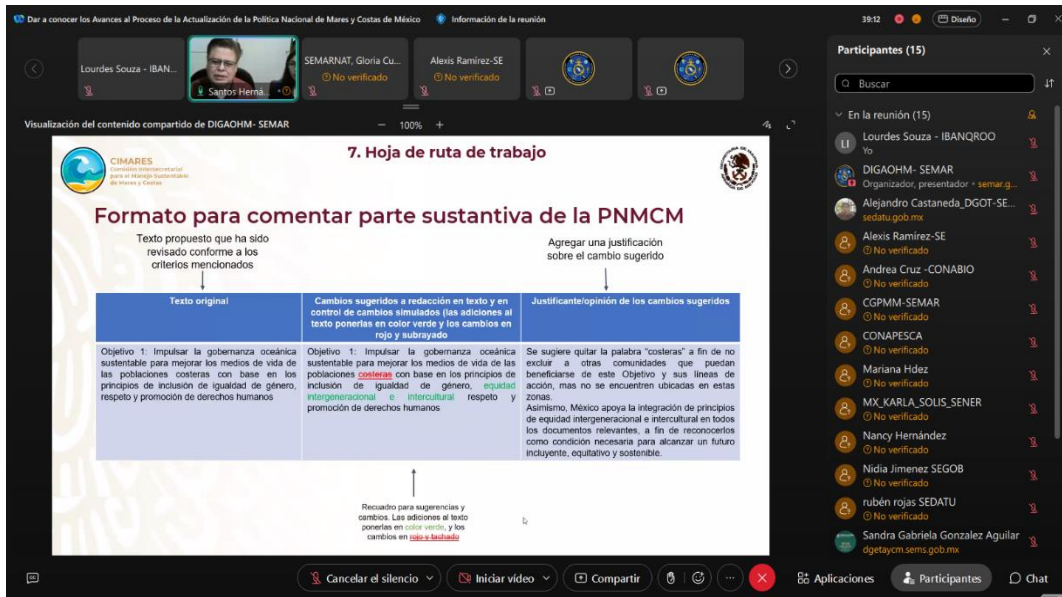 Dar a conocer los Avances al Proceso de la Actualización de la Política Nacional de Mares y Costas de México
Información de la reunión
39:12
Diseño
Lourdes Souza - IBAN...
Santos Herná...
SEMARNAT, Gloria Cu...
No verificado
Alexis Ramírez-SE
No verificado
Visualización del contenido compartido de DIGAOHM- SEMAR
100%
CIMARES
Comisión Intersecretarial
para el Manejo Sustentable
de Mares y Costas
7. Hoja de ruta de trabajo
Formato para comentar parte sustantiva de la PNMCM
Texto propuesto que ha sido
revisado conforme a los
criterios mencionados
Agregar una justificación
sobre el cambio sugerido
Texto original
Cambios sugeridos a redacción en texto y en
control de cambios simulados (las adiciones al
texto ponerlas en color verde y los cambios en
rojo y subrayado
Justificante/opinión de los cambios sugeridos
Objetivo 1: Impulsar la gobernanza oceánica
sustentable para mejorar los medios de vida de
las poblaciones costeras con base en los
principios de inclusión de igualdad de género,
respeto y promoción de derechos humanos
Objetivo 1: Impulsar la gobernanza oceánica
sustentable para mejorar los medios de vida de las
poblaciones costeras con base en los principios de
inclusión de igualdad de género, equidad
intergeneracional e intercultural respeto y
promoción de derechos humanos
Se sugiere quitar la palabra "costeras" a fin de no
excluir a otras comunidades que puedan
beneficiarse de este Objetivo y sus líneas de
acción, mas no se encuentren ubicadas en estas
zonas.
Asimismo, México apoya la integración de principios
de equidad intergeneracional e intercultural en todos
los documentos relevantes, a fin de reconocerlos
como condición necesaria para alcanzar un futuro
incluyente, equitativo y sostenible.
Recuadro para sugerencias y
cambios. Las adiciones al texto
ponerlas en color verde, y los
cambios en rojo y tachado
Participantes (15)
Buscar
En la reunión (15)
LI
Lourdes Souza - IBANQROO
Yo
DIGAOHM- SEMAR
Organizador, presentador • semar.g...
Alejandro Castaneda_DGOT-SE...
sedatu.gob.mx
Alexis Ramírez-SE
No verificado
Andrea Cruz -CONABIO
No verificado
CGPMM-SEMAR
No verificado
CONAPESCA
No verificado
Mariana Hdez
No verificado
MX_KARLA_SOLIS_SENER
No verificado
Nancy Hernández
No verificado
Nidia Jimenez SEGOB
No verificado
rubén rojas SEDATU
No verificado
Sandra Gabriela Gonzalez Aguilar
dgetaycm.sems.gob.mx
Cancelar el silencio
Iniciar vídeo
Compartir
Aplicaciones
Participantes
Chat